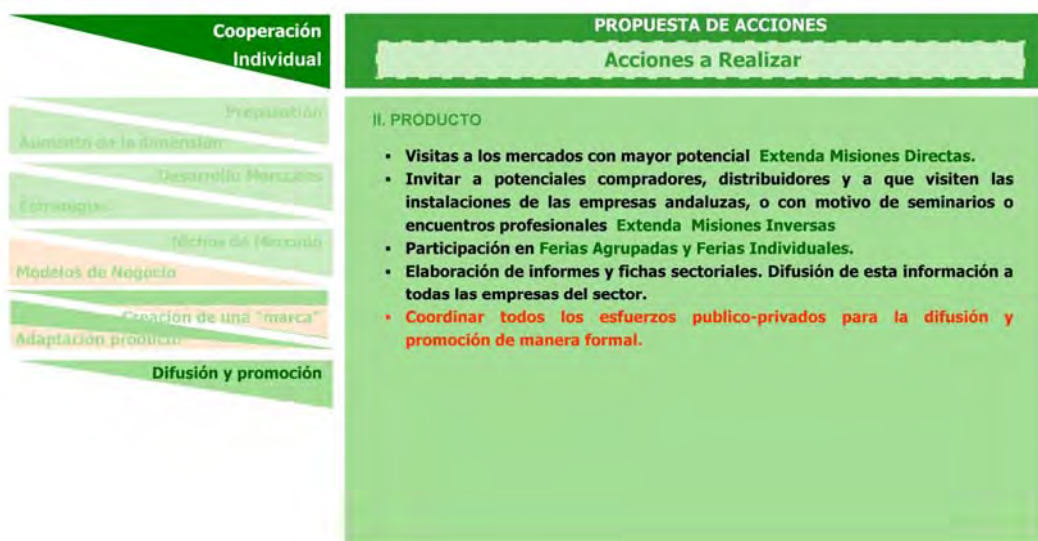 Cooperación
Individual
PROPUESTA DE ACCIONES
Acciones a Realizar
Preparación
Aumento de la dimensión
Desarrollo Mercados
Estrategias
Nichos de Mercado
Modelos de Negocio
Creación de una "marca"
Adaptación producto
Difusión y promoción
II. PRODUCTO
▪ Visitas a los mercados con mayor potencial Extenda Misiones Directas.
▪ Invitar a potenciales compradores, distribuidores y a que visiten las
instalaciones de las empresas andaluzas, o con motivo de seminarios o
encuentros profesionales Extenda Misiones Inversas
▪ Participación en Ferias Agrupadas y Ferias Individuales.
▪ Elaboración de informes y fichas sectoriales. Difusión de esta información a
todas las empresas del sector.
▪ Coordinar todos los esfuerzos publico-privados para la difusión y
promoción de manera formal.